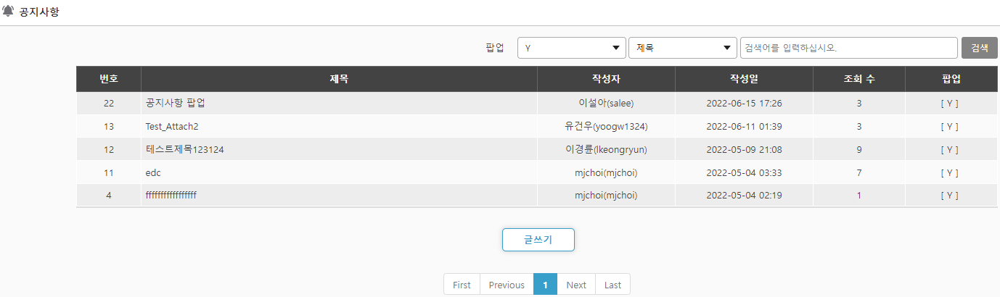 공지사항
팝업 Y 제목 검색어를 입력하십시오. 검색
번호 제목 작성자 작성일 조회 수 팝업
22 공지사항 팝업 이설아(salee) 2022-06-15 17:26 3 [ Y ]
13 Test_Attach2 유건우(yoogw1324) 2022-06-11 01:39 3 [ Y ]
12 테스트제목123124 이경륜(lkeongryun) 2022-05-09 21:08 9 [ Y ]
11 edc mjchoi(mjchoi) 2022-05-04 03:33 7 [ Y ]
4 fffffffffffffffff mjchoi(mjchoi) 2022-05-04 02:19 1 [ Y ]
글쓰기
First Previous 1 Next Last